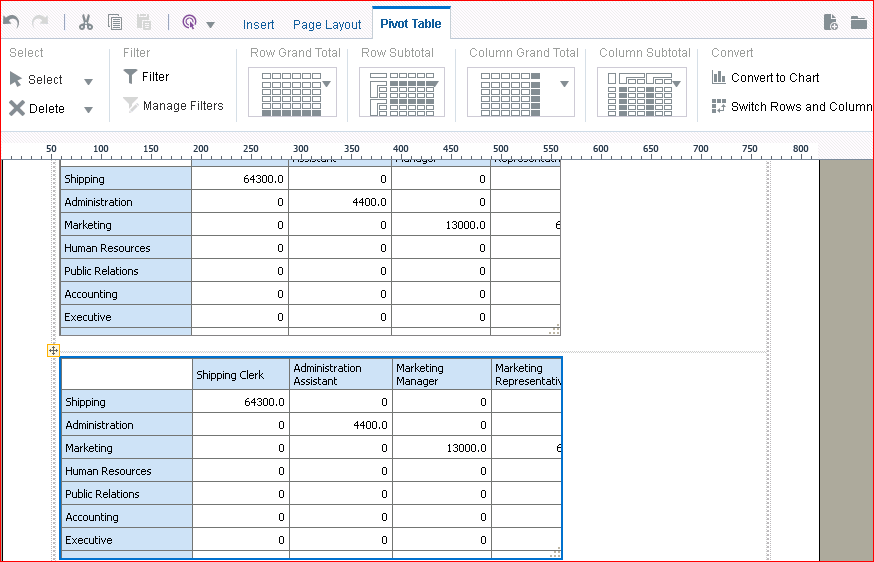 Insert Page Layout Pivot Table
Select Filter Row Grand Total Row Subtotal Column Grand Total Column Subtotal Convert
Select Filter Convert to Chart
Delete Manage Filters Switch Rows and Column
50 100 150 200 250 300 350 400 450 500 550 600 650 700 750 800
Assistant Manager Representati
Shipping 64300.0 0 0
Administration 0 4400.0 0
Marketing 0 0 13000.0 6
Human Resources 0 0 0
Public Relations 0 0 0
Accounting 0 0 0
Executive 0 0 0
Shipping Clerk Administration Assistant Marketing Manager Marketing Representativ
Shipping 64300.0 0 0
Administration 0 4400.0 0
Marketing 0 0 13000.0 6
Human Resources 0 0 0
Public Relations 0 0 0
Accounting 0 0 0
Executive 0 0 0